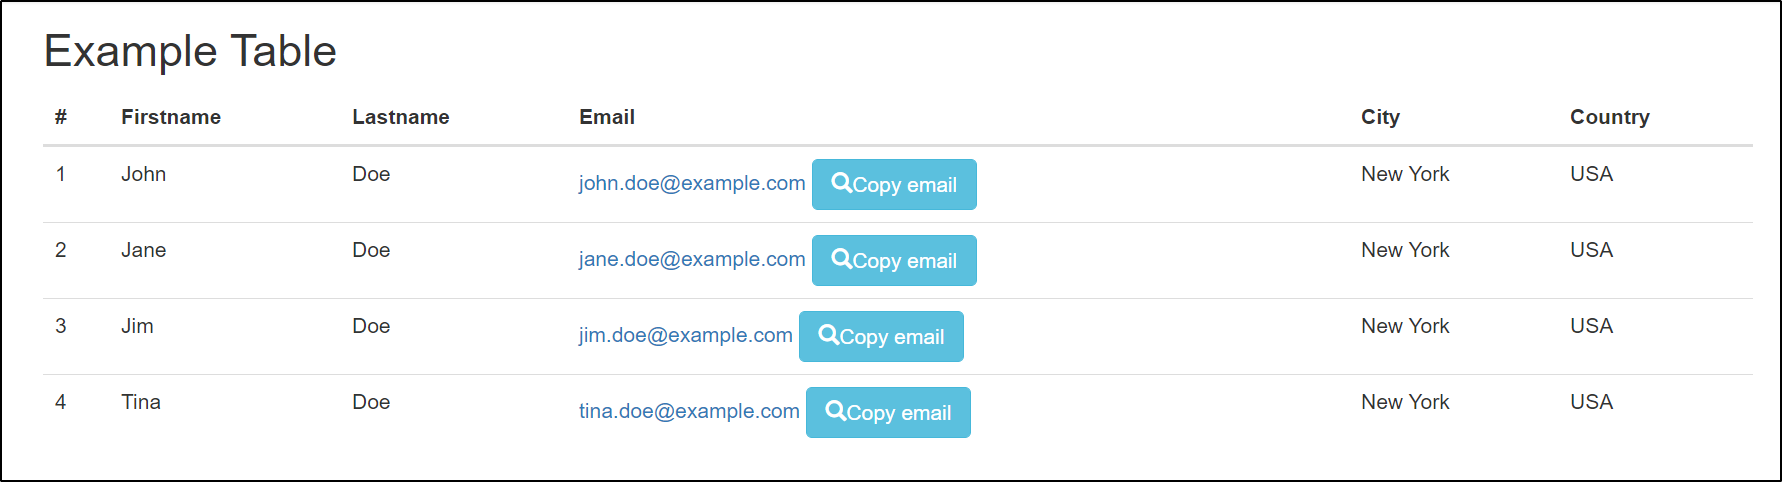 Example Table
# Firstname Lastname Email City Country
1 John Doe john.doe@example.com Copy email New York USA
2 Jane Doe jane.doe@example.com Copy email New York USA
3 Jim Doe jim.doe@example.com Copy email New York USA
4 Tina Doe tina.doe@example.com Copy email New York USA